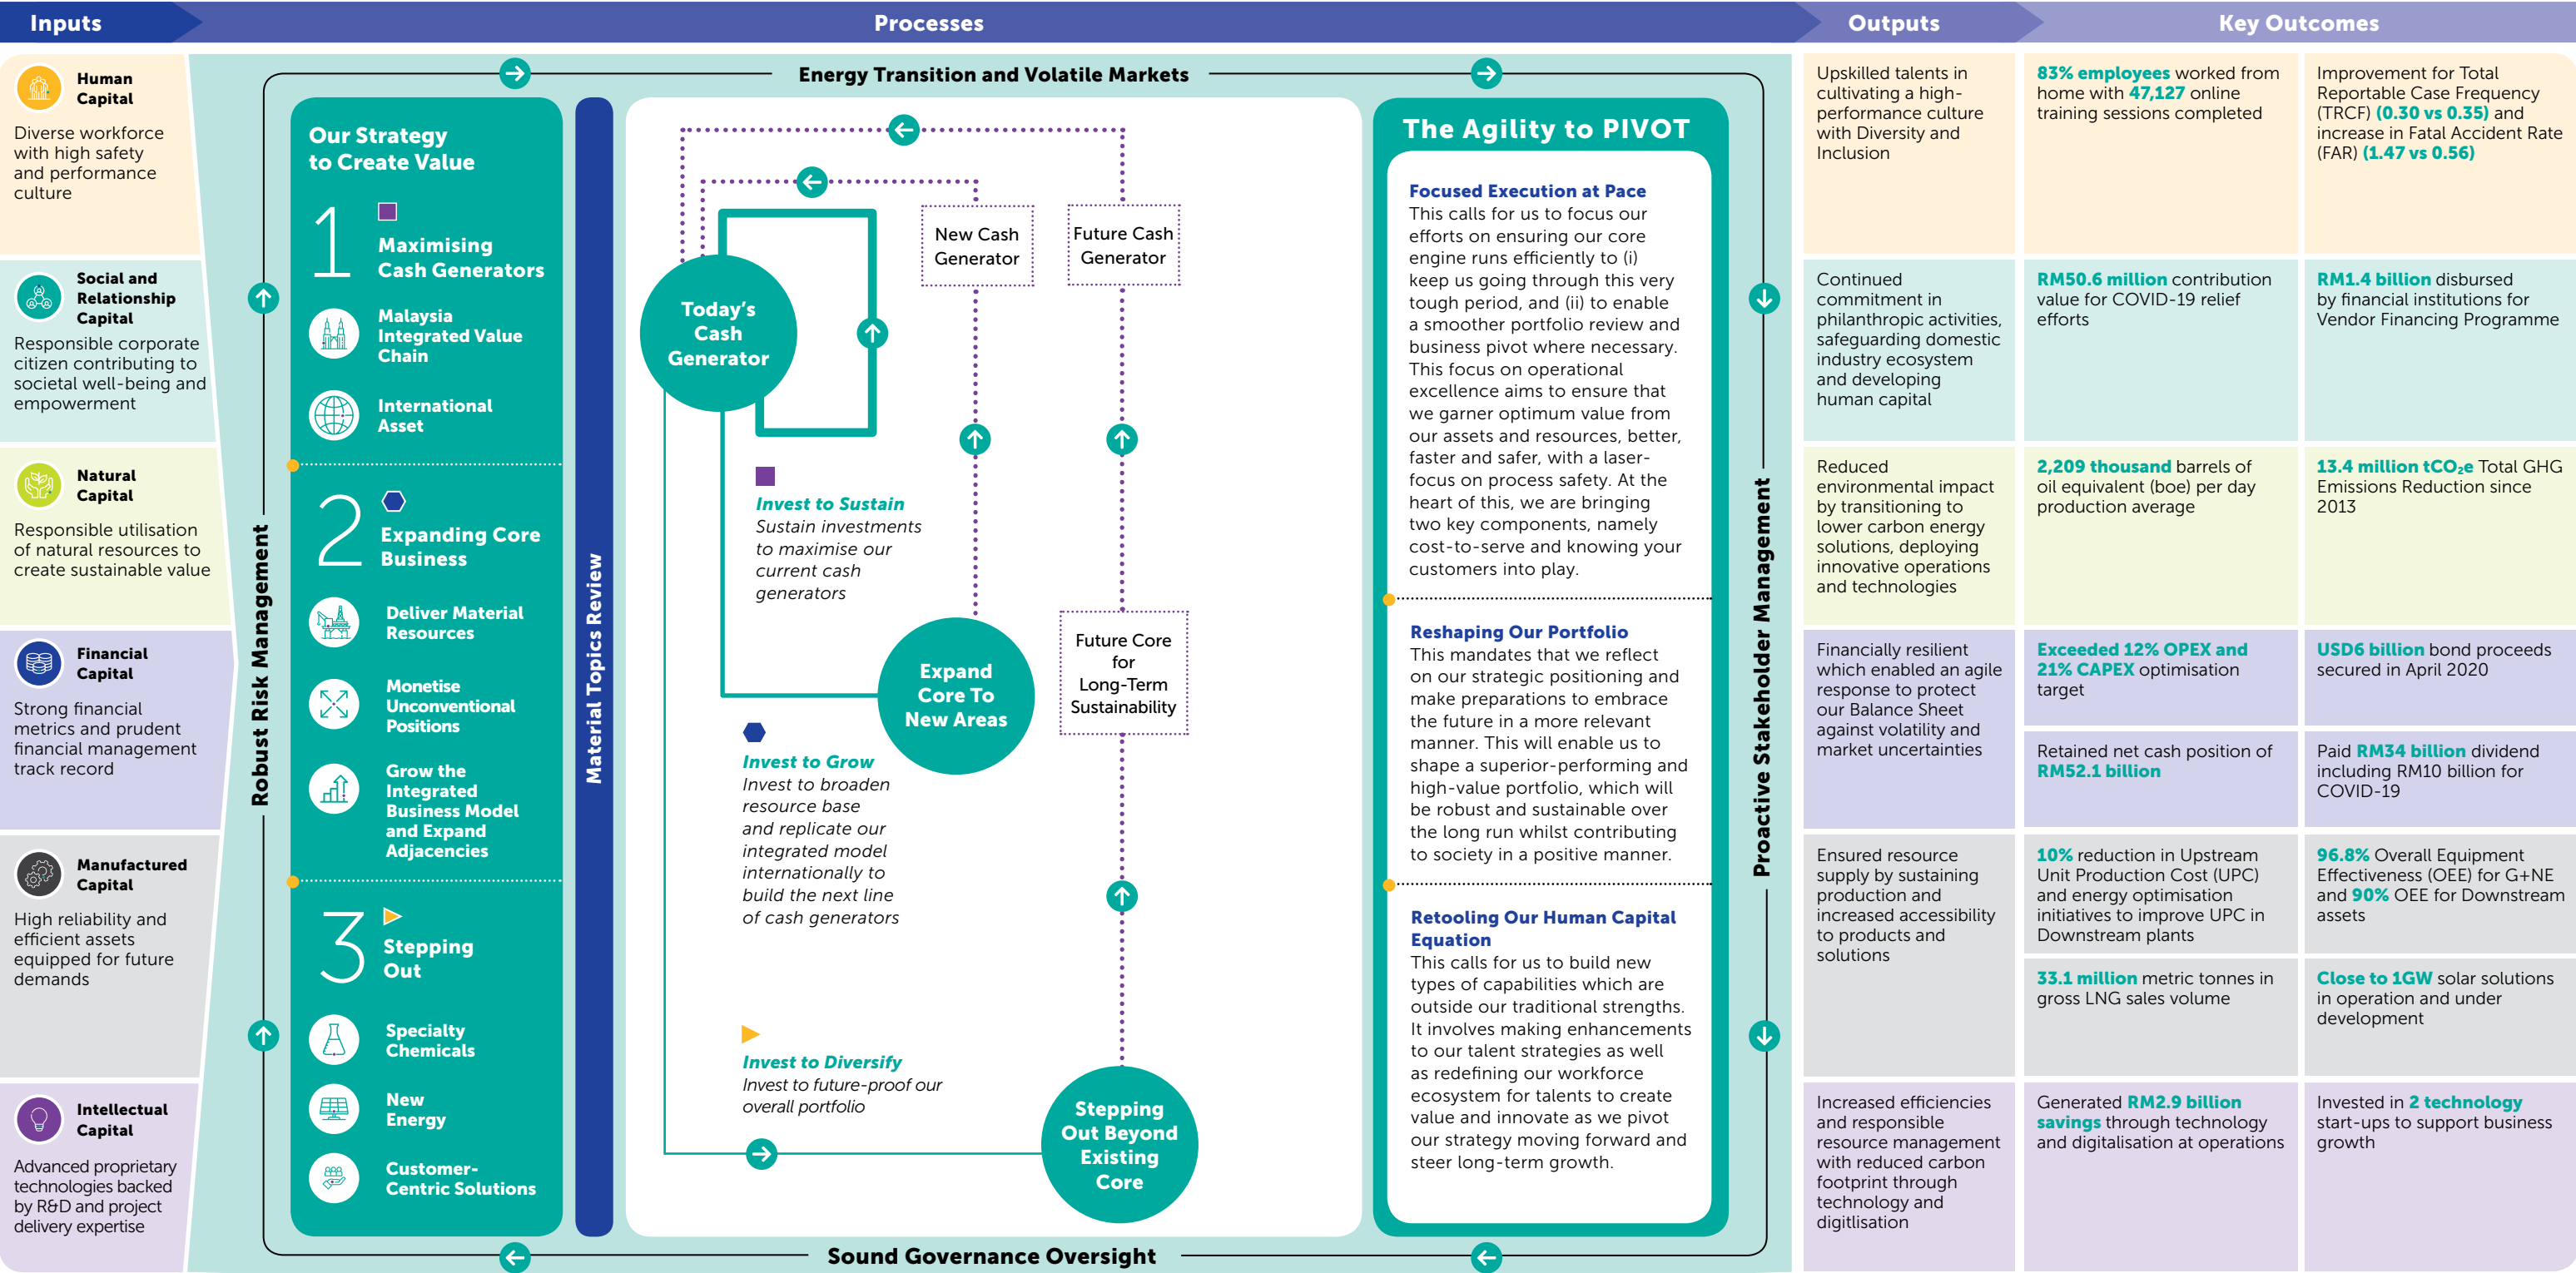 Inputs
Processes
Outputs
Key Outcomes
Human
Capital
Diverse workforce
with high safety
and performance
culture
Social and
Relationship
Capital
Responsible corporate
citizen contributing to
societal well-being and
empowerment
Natural
Capital
Responsible utilisation
of natural resources to
create sustainable value
Financial
Capital
Strong financial
metrics and prudent
financial management
track record
Manufactured
Capital
High reliability and
efficient assets
equipped for future
demands
Intellectual
Capital
Advanced proprietary
technologies backed
by R&D and project
delivery expertise
Energy Transition and Volatile Markets
Robust Risk Management
Our Strategy
to Create Value
1
Maximising
Cash Generators
Malaysia
Integrated Value
Chain
International
Asset
2
Expanding Core
Business
Deliver Material
Resources
Monetise
Unconventional
Positions
Grow the
Integrated
Business Model
and Expand
Adjacencies
3
Stepping
Out
Specialty
Chemicals
New
Energy
Customer-
Centric Solutions
Material Topics Review
Today's
Cash
Generator
New Cash
Generator
Future Cash
Generator
Invest to Sustain
Sustain investments
to maximise our
current cash
generators
Expand
Core To
New Areas
Future Core
for
Long-Term
Sustainability
Invest to Grow
Invest to broaden
resource base
and replicate our
integrated model
internationally to
build the next line
of cash generators
Invest to Diversify
Invest to future-proof our
overall portfolio
Stepping
Out Beyond
Existing
Core
The Agility to PIVOT
Focused Execution at Pace
This calls for us to focus our
efforts on ensuring our core
engine runs efficiently to (i)
keep us going through this very
tough period, and (ii) to enable
a smoother portfolio review and
business pivot where necessary.
This focus on operational
excellence aims to ensure that
we garner optimum value from
our assets and resources, better,
faster and safer, with a laser-
focus on process safety. At the
heart of this, we are bringing
two key components, namely
cost-to-serve and knowing your
customers into play.
Reshaping Our Portfolio
This mandates that we reflect
on our strategic positioning and
make preparations to embrace
the future in a more relevant
manner. This will enable us to
shape a superior-performing and
high-value portfolio, which will
be robust and sustainable over
the long run whilst contributing
to society in a positive manner.
Retooling Our Human Capital
Equation
This calls for us to build new
types of capabilities which are
outside our traditional strengths.
It involves making enhancements
to our talent strategies as well
as redefining our workforce
ecosystem for talents to create
value and innovate as we pivot
our strategy moving forward and
steer long-term growth.
Proactive Stakeholder Management
Sound Governance Oversight
Upskilled talents in
cultivating a high-
performance culture
with Diversity and
Inclusion
83% employees worked from
home with 47,127 online
training sessions completed
Improvement for Total
Reportable Case Frequency
(TRCF) (0.30 vs 0.35) and
increase in Fatal Accident Rate
(FAR) (1.47 vs 0.56)
Continued
commitment in
philanthropic activities,
safeguarding domestic
industry ecosystem
and developing
human capital
RM50.6 million contribution
value for COVID-19 relief
efforts
RM1.4 billion disbursed
by financial institutions for
Vendor Financing Programme
Reduced
environmental impact
by transitioning to
lower carbon energy
solutions, deploying
innovative operations
and technologies
2,209 thousand barrels of
oil equivalent (boe) per day
production average
13.4 million tCO₂e Total GHG
Emissions Reduction since
2013
Financially resilient
which enabled an agile
response to protect
our Balance Sheet
against volatility and
market uncertainties
Exceeded 12% OPEX and
21% CAPEX optimisation
target
USD6 billion bond proceeds
secured in April 2020
Retained net cash position of
RM52.1 billion
Paid RM34 billion dividend
including RM10 billion for
COVID-19
Ensured resource
supply by sustaining
production and
increased accessibility
to products and
solutions
10% reduction in Upstream
Unit Production Cost (UPC)
and energy optimisation
initiatives to improve UPC in
Downstream plants
96.8% Overall Equipment
Effectiveness (OEE) for G+NE
and 90% OEE for Downstream
assets
33.1 million metric tonnes in
gross LNG sales volume
Close to 1GW solar solutions
in operation and under
development
Increased efficiencies
and responsible
resource management
with reduced carbon
footprint through
technology and
digitlisation
Generated RM2.9 billion
savings through technology
and digitalisation at operations
Invested in 2 technology
start-ups to support business
growth